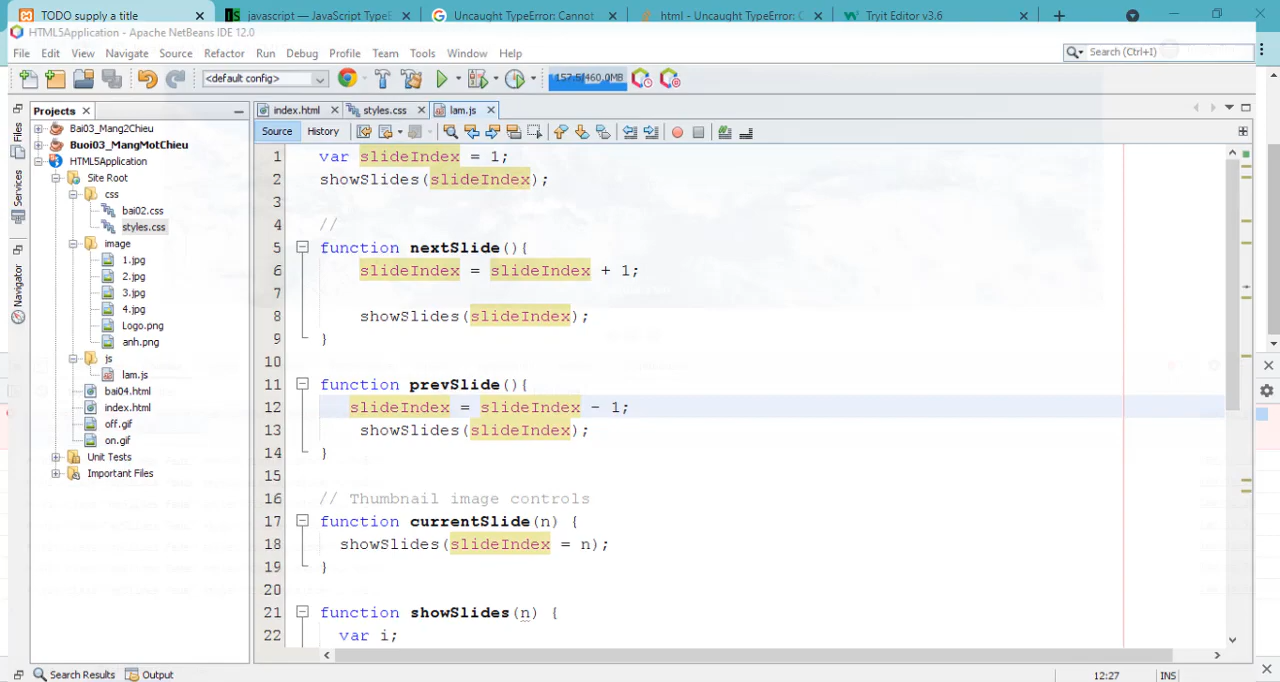 TODO supply a title
javascript — JavaScript TypeE
Uncaught TypeError: Cannot
html - Uncaught TypeError: C
Tryit Editor v3.6
HTML5Application - Apache NetBeans IDE 12.0
File Edit View Navigate Source Refactor Run Debug Profile Team Tools Window Help
Search (Ctrl+I)
<default config>
157.5/460.0MB
Projects
index.html
styles.css
lam.js
Source History
Files
Services
Navigator
Bai03_Mang2Chieu
Buoi03_MangMotChieu
HTML5Application
Site Root
css
bai02.css
styles.css
image
1.jpg
2.jpg
3.jpg
4.jpg
Logo.png
anh.png
js
lam.js
bai04.html
index.html
off.gif
on.gif
Unit Tests
Important Files
1 var slideIndex = 1;
2 showSlides(slideIndex);
3
4 //
5 function nextSlide(){
6 slideIndex = slideIndex + 1;
7
8 showSlides(slideIndex);
9 }
10
11 function prevSlide(){
12 slideIndex = slideIndex - 1;
13 showSlides(slideIndex);
14 }
15
16 // Thumbnail image controls
17 function currentSlide(n) {
18 showSlides(slideIndex = n);
19 }
20
21 function showSlides(n) {
22 var i;
Search Results
Output
12:27
INS